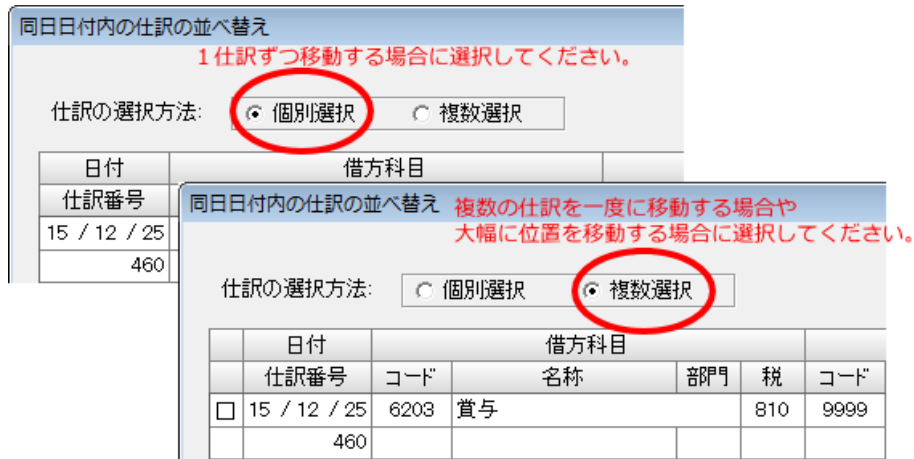 同日日付内の仕訳の並べ替え
1仕訳ずつ移動する場合に選択してください。
仕訳の選択方法: 個別選択 複数選択
日付 借方科目
仕訳番号
15 / 12 / 25
460
同日日付内の仕訳の並べ替え
複数の仕訳を一度に移動する場合や
大幅に位置を移動する場合に選択してください。
仕訳の選択方法: 個別選択 複数選択
日付 借方科目
仕訳番号 コード 名称 部門 税 コード
15 / 12 / 25 6203 賞与 810 9999
460